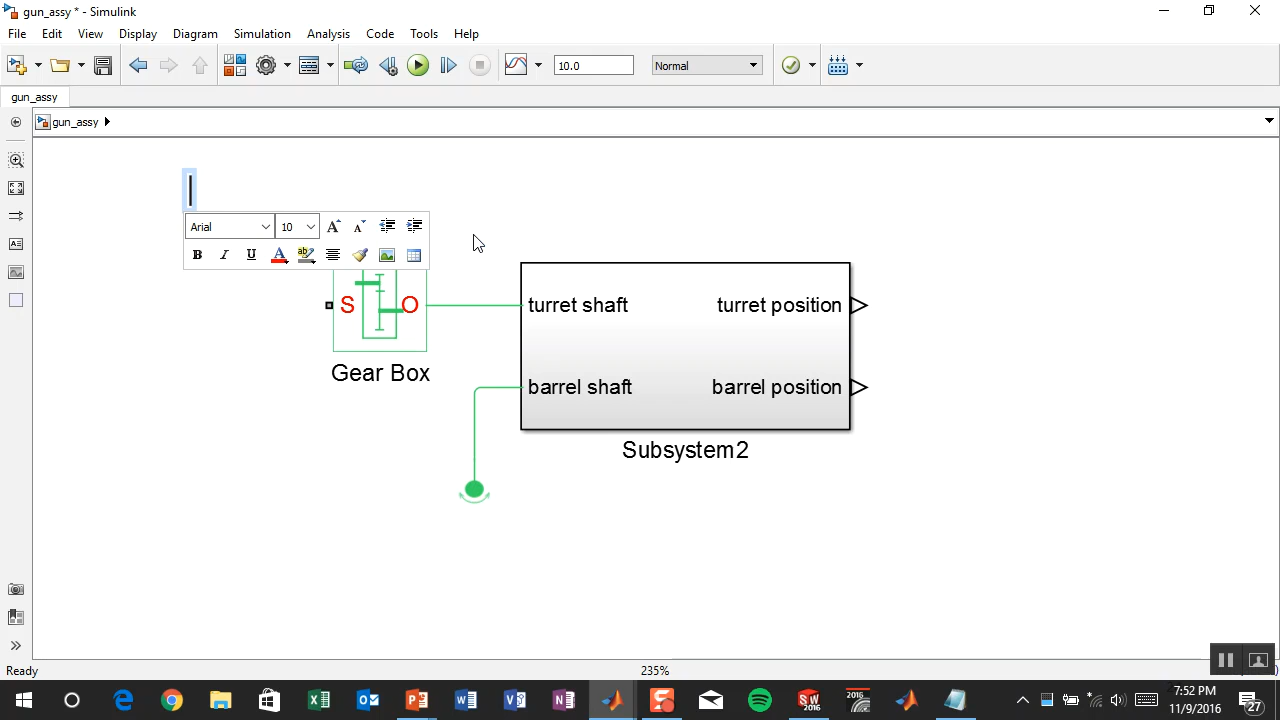 gun_assy * - Simulink
File Edit View Display Diagram Simulation Analysis Code Tools Help
10.0 Normal
gun_assy
gun_assy
Arial 10
B I U A ab
S O turret shaft turret position
Gear Box barrel shaft barrel position
Subsystem2
Ready 235%
7:52 PM
11/9/2016 27